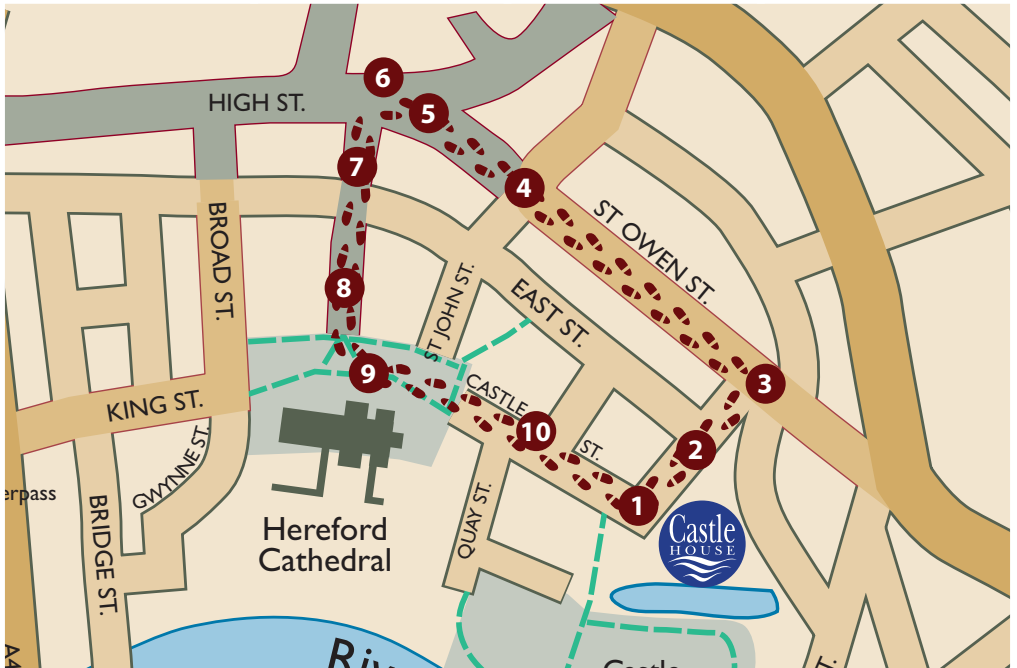 6
5
HIGH ST.
7
4
ST OWEN ST.
BROAD ST.
8
ST JOHN ST.
EAST ST.
9
3
CASTLE
KING ST.
10
ST.
2
GWYNNE ST.
erpass
1
BRIDGE ST.
QUAY ST.
Castle
HOUSE
Hereford
Cathedral
Riv
A4
Castle
T.